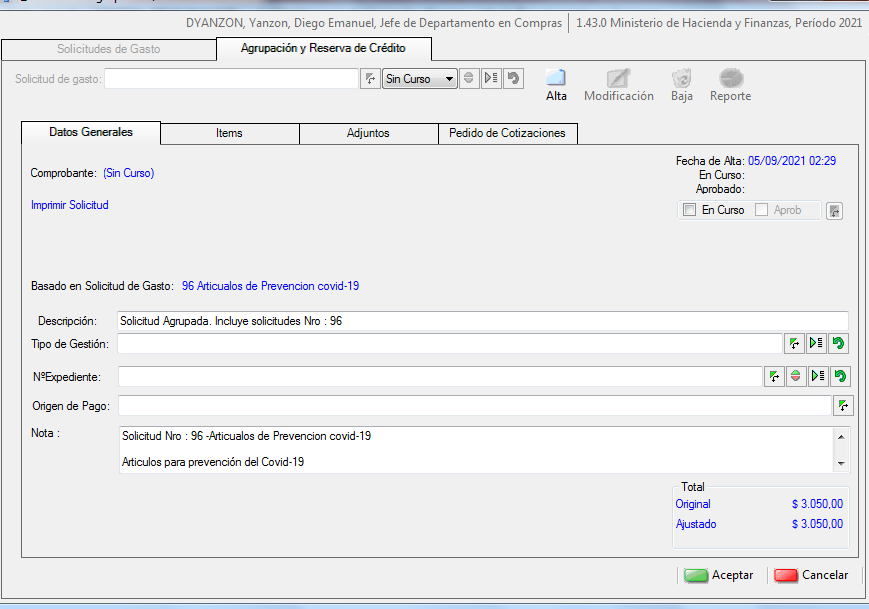 DYANZON, Yanzon, Diego Emanuel, Jefe de Departamento en Compras 1.43.0 Ministerio de Hacienda y Finanzas, Período 2021
Solicitudes de Gasto Agrupación y Reserva de Crédito
Solicitud de gasto: Sin Curso
Alta Modificación Baja Reporte
Datos Generales Items Adjuntos Pedido de Cotizaciones
Fecha de Alta: 05/09/2021 02:29
Comprobante: (Sin Curso) En Curso:
Aprobado:
Imprimir Solicitud
En Curso Aprob
Basado en Solicitud de Gasto: 96 Articualos de Prevencion covid-19
Descripción: Solicitud Agrupada. Incluye solicitudes Nro : 96
Tipo de Gestión:
NºExpediente:
Origen de Pago:
Nota : Solicitud Nro : 96 -Articualos de Prevencion covid-19
Articulos para prevención del Covid-19
Total
Original $ 3.050,00
Ajustado $ 3.050,00
Aceptar Cancelar